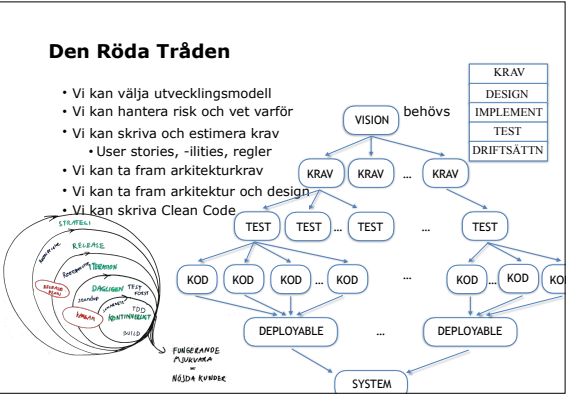 Den Röda Tråden
• Vi kan välja utvecklingsmodell
• Vi kan hantera risk och vet varför behövs
• Vi kan skriva och estimera krav
• User stories, -ilities, regler
• Vi kan ta fram arkitekturkrav
• Vi kan ta fram arkitektur och design
• Vi kan skriva Clean Code
KRAV
DESIGN
IMPLEMENT
TEST
DRIFTSÄTTN
VISION
KRAV KRAV ... KRAV
TEST TEST ... TEST ... TEST
KOD KOD KOD ... KOD ... KOD ... KOD KO
DEPLOYABLE ... DEPLOYABLE
SYSTEM
STRATEGI
RELEASE
ITERATION
RELEASE
PLAN
DAGLIGEN
TEST
FÖRST
STANDUP
KANBAN
TDD
KONTINUERLIGT
BUILD
FUNGERANDE
MJUKVARA
=
NÖJDA KUNDER